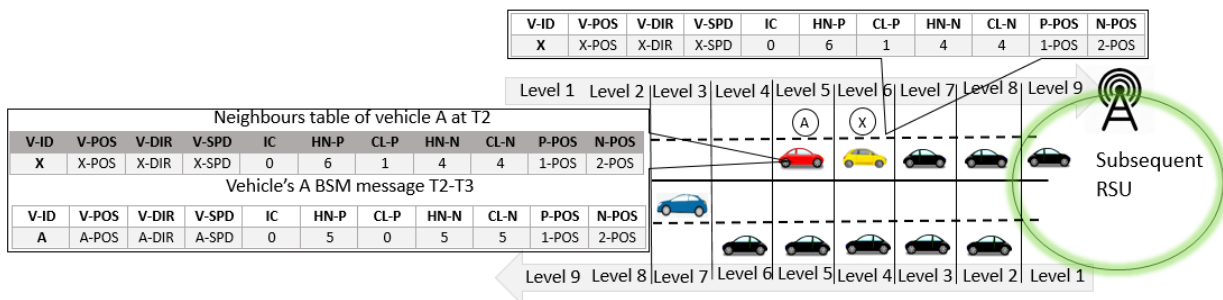 V-ID V-POS V-DIR V-SPD IC HN-P CL-P HN-N CL-N P-POS N-POS
X X-POS X-DIR X-SPD 0 6 1 4 4 1-POS 2-POS
Level 1 Level 2 Level 3 Level 4 Level 5 Level 6 Level 7 Level 8 Level 9
Neighbours table of vehicle A at T2
V-ID V-POS V-DIR V-SPD IC HN-P CL-P HN-N CL-N P-POS N-POS
X X-POS X-DIR X-SPD 0 6 1 4 4 1-POS 2-POS
Vehicle's A BSM message T2-T3
V-ID V-POS V-DIR V-SPD IC HN-P CL-P HN-N CL-N P-POS N-POS
A A-POS A-DIR A-SPD 0 5 0 5 5 1-POS 2-POS
A X
Subsequent
RSU
Level 9 Level 8 Level 7 Level 6 Level 5 Level 4 Level 3 Level 2 Level 1